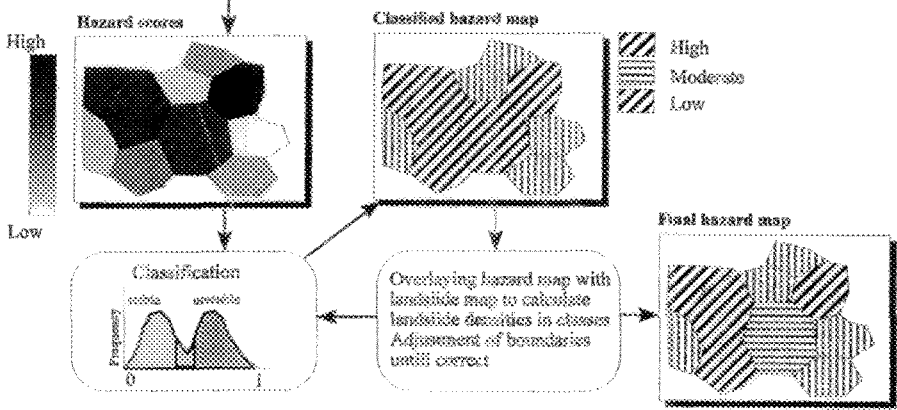 Hazard scores
High
Low
Classified hazard map
High
Moderate
Low
Classification
stable unstable
Frequency
0 1
Overlaying hazard map with
landslide map to calculate
landslide densities in classes
Adjustment of boundaries
untill correct
Final hazard map